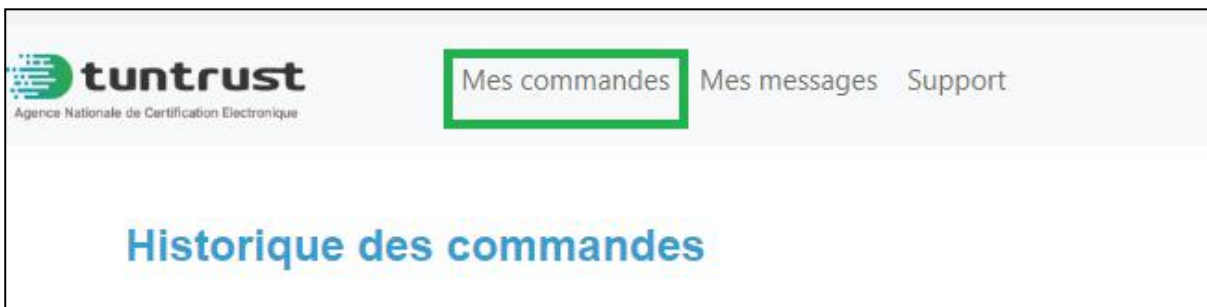 tuntrust
Agence Nationale de Certification Electronique
Mes commandes Mes messages Support
Historique des commandes